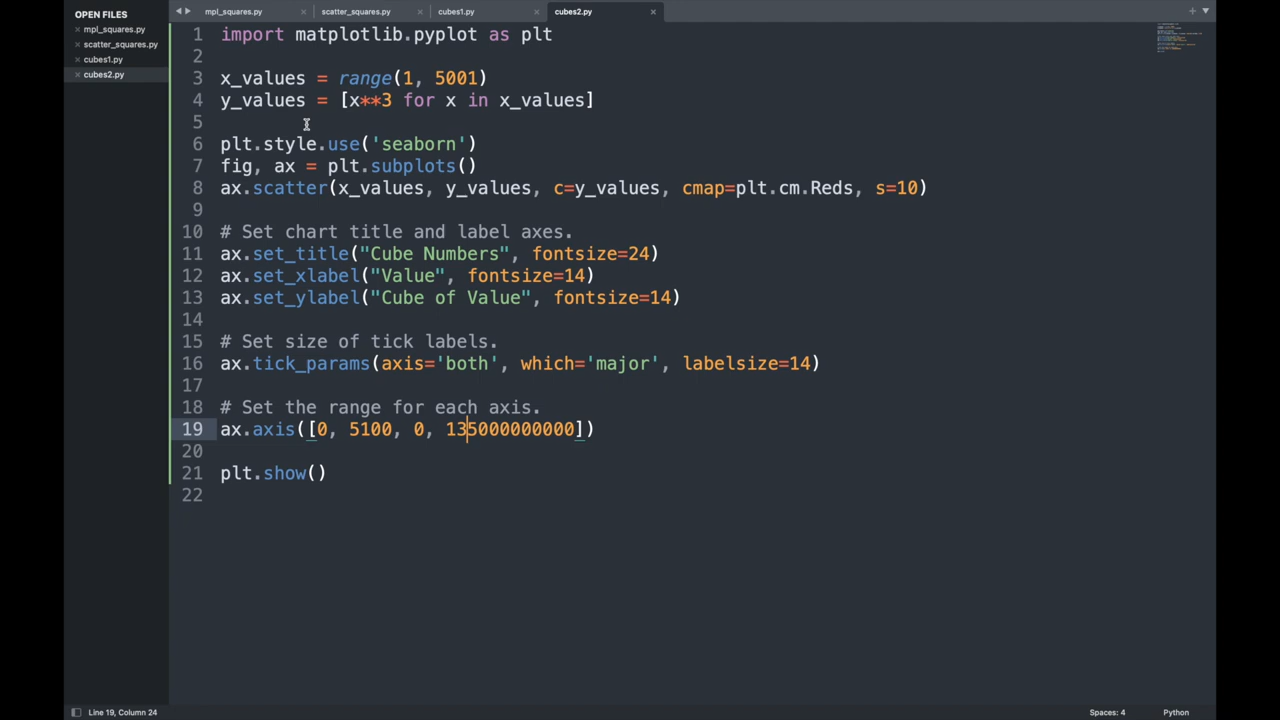 OPEN FILES
mpl_squares.py
scatter_squares.py
cubes1.py
cubes2.py
mpl_squares.py scatter_squares.py cubes1.py cubes2.py
1 import matplotlib.pyplot as plt
2
3 x_values = range(1, 5001)
4 y_values = [x**3 for x in x_values]
5
6 plt.style.use('seaborn')
7 fig, ax = plt.subplots()
8 ax.scatter(x_values, y_values, c=y_values, cmap=plt.cm.Reds, s=10)
9
10 # Set chart title and label axes.
11 ax.set_title("Cube Numbers", fontsize=24)
12 ax.set_xlabel("Value", fontsize=14)
13 ax.set_ylabel("Cube of Value", fontsize=14)
14
15 # Set size of tick labels.
16 ax.tick_params(axis='both', which='major', labelsize=14)
17
18 # Set the range for each axis.
19 ax.axis([0, 5100, 0, 135000000000])
20
21 plt.show()
22
Line 19, Column 24 Spaces: 4 Python